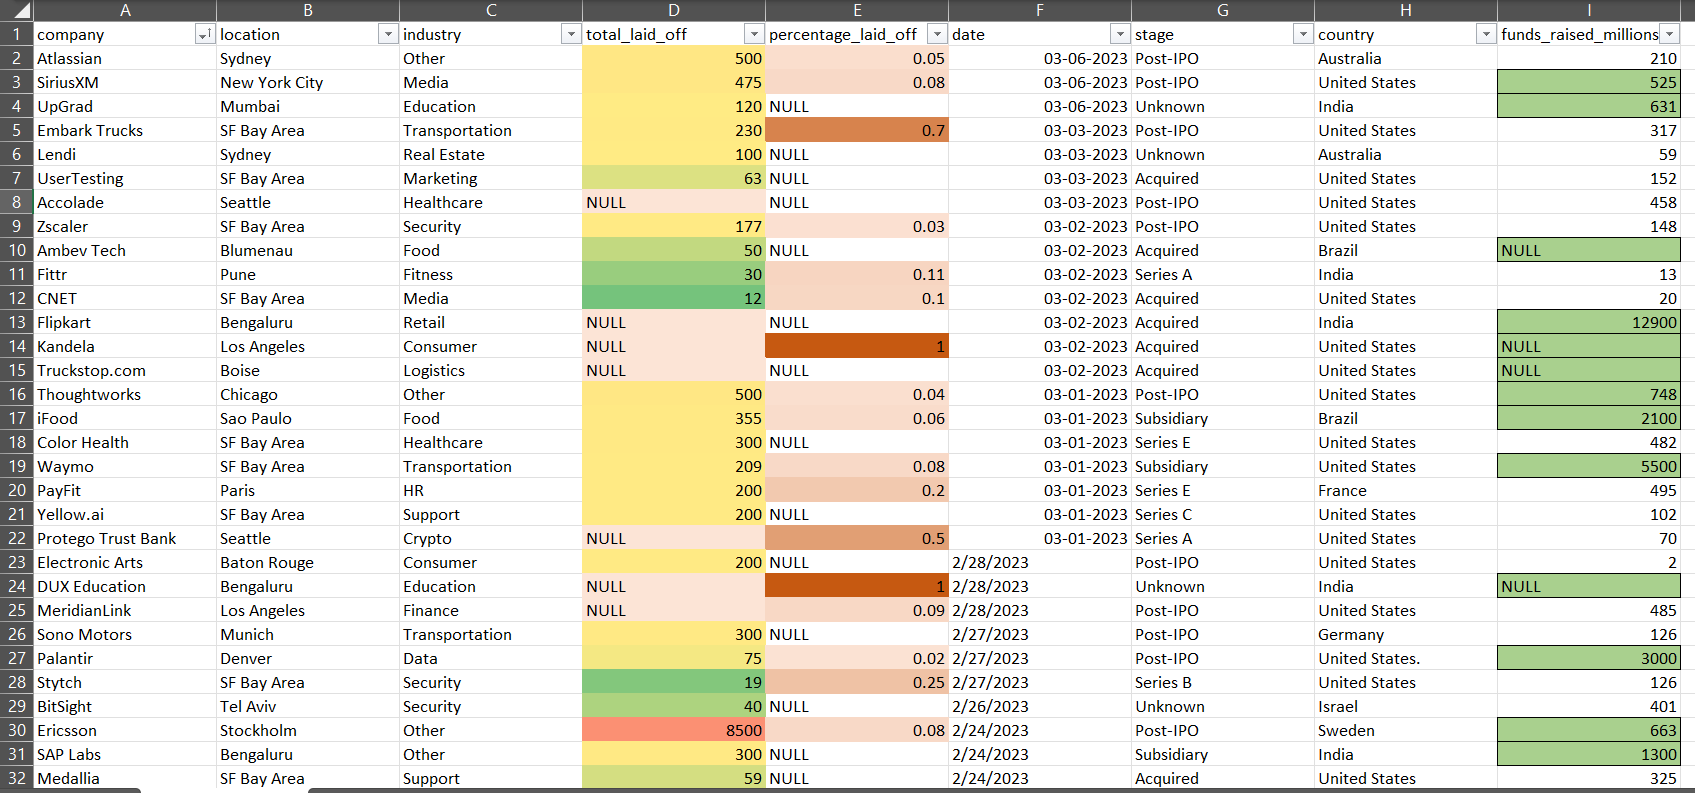 A B C D E F G H I
1 company location industry total_laid_off percentage_laid_off date stage country funds_raised_millions
2 Atlassian Sydney Other 500 0.05 03-06-2023 Post-IPO Australia 210
3 SiriusXM New York City Media 475 0.08 03-06-2023 Post-IPO United States 525
4 UpGrad Mumbai Education 120 NULL 03-06-2023 Unknown India 631
5 Embark Trucks SF Bay Area Transportation 230 0.7 03-03-2023 Post-IPO United States 317
6 Lendi Sydney Real Estate 100 NULL 03-03-2023 Unknown Australia 59
7 UserTesting SF Bay Area Marketing 63 NULL 03-03-2023 Acquired United States 152
8 Accolade Seattle Healthcare NULL NULL 03-03-2023 Post-IPO United States 458
9 Zscaler SF Bay Area Security 177 0.03 03-02-2023 Post-IPO United States 148
10 Ambev Tech Blumenau Food 50 NULL 03-02-2023 Acquired Brazil NULL
11 Fittr Pune Fitness 30 0.11 03-02-2023 Series A India 13
12 CNET SF Bay Area Media 12 0.1 03-02-2023 Acquired United States 20
13 Flipkart Bengaluru Retail NULL NULL 03-02-2023 Acquired India 12900
14 Kandela Los Angeles Consumer NULL 1 03-02-2023 Acquired United States NULL
15 Truckstop.com Boise Logistics NULL NULL 03-02-2023 Acquired United States NULL
16 Thoughtworks Chicago Other 500 0.04 03-01-2023 Post-IPO United States 748
17 iFood Sao Paulo Food 355 0.06 03-01-2023 Subsidiary Brazil 2100
18 Color Health SF Bay Area Healthcare 300 NULL 03-01-2023 Series E United States 482
19 Waymo SF Bay Area Transportation 209 0.08 03-01-2023 Subsidiary United States 5500
20 PayFit Paris HR 200 0.2 03-01-2023 Series E France 495
21 Yellow.ai SF Bay Area Support 200 NULL 03-01-2023 Series C United States 102
22 Protego Trust Bank Seattle Crypto NULL 0.5 03-01-2023 Series A United States 70
23 Electronic Arts Baton Rouge Consumer 200 NULL 2/28/2023 Post-IPO United States 2
24 DUX Education Bengaluru Education NULL 1 2/28/2023 Unknown India NULL
25 MeridianLink Los Angeles Finance NULL 0.09 2/28/2023 Post-IPO United States 485
26 Sono Motors Munich Transportation 300 NULL 2/27/2023 Post-IPO Germany 126
27 Palantir Denver Data 75 0.02 2/27/2023 Post-IPO United States. 3000
28 Stytch SF Bay Area Security 19 0.25 2/27/2023 Series B United States 126
29 BitSight Tel Aviv Security 40 NULL 2/26/2023 Unknown Israel 401
30 Ericsson Stockholm Other 8500 0.08 2/24/2023 Post-IPO Sweden 663
31 SAP Labs Bengaluru Other 300 NULL 2/24/2023 Subsidiary India 1300
32 Medallia SF Bay Area Support 59 NULL 2/24/2023 Acquired United States 325